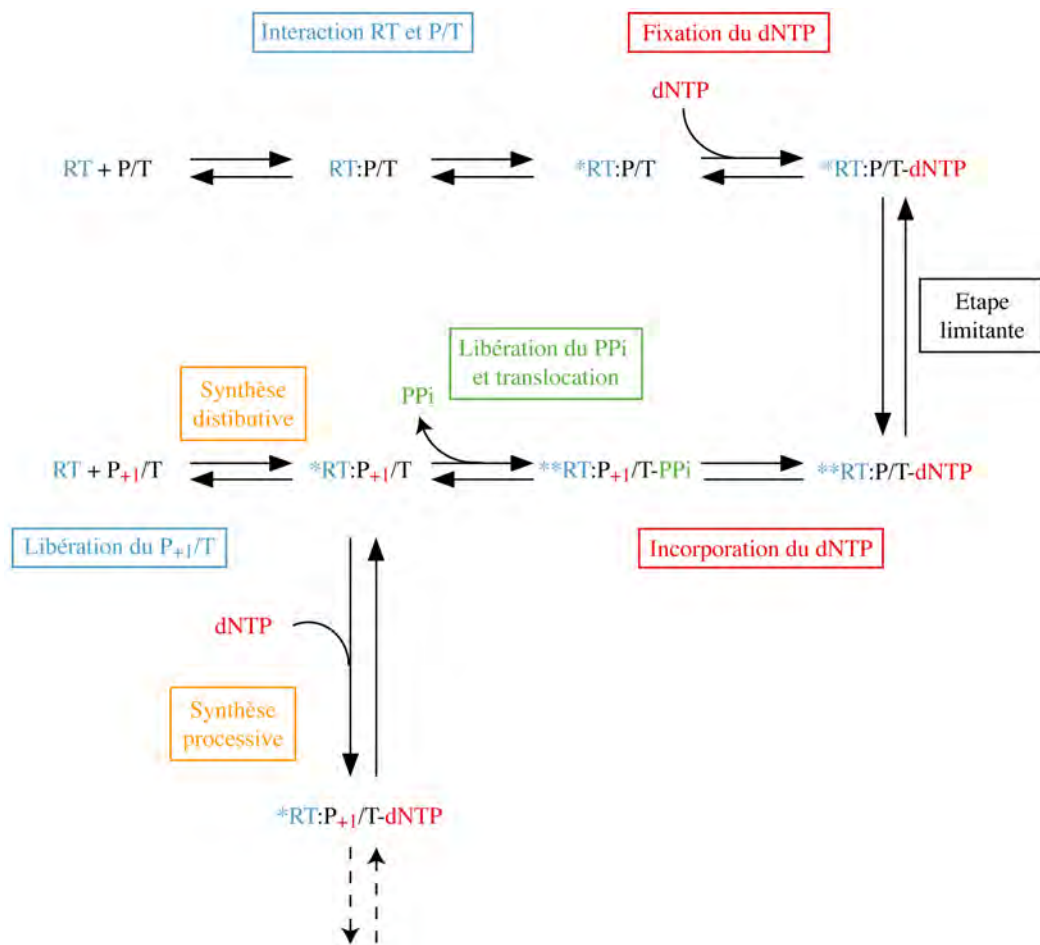 Interaction RT et P/T
Fixation du dNTP
dNTP
RT + P/T
RT:P/T
*RT:P/T
*RT:P/T-dNTP
Etape
limitante
Libération du PPi
et translocation
Synthèse
distibutive
PPi
RT + P+1/T
*RT:P+1/T
**RT:P+1/T-PPi
**RT:P/T-dNTP
Libération du P+1/T
Incorporation du dNTP
dNTP
Synthèse
processive
*RT:P+1/T-dNTP